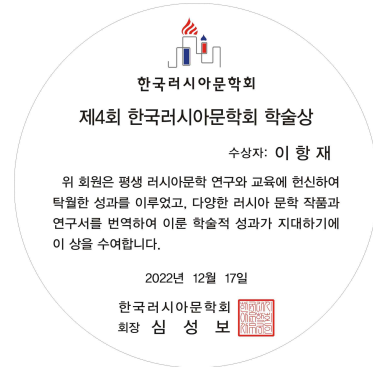 한국러시아문학회
제4회 한국러시아문학회 학술상
수상자: 이 항 재
위 회원은 평생 러시아문학 연구와 교육에 헌신하여
탁월한 성과를 이루었고, 다양한 러시아 문학 작품과
연구서를 번역하여 이룬 학술적 성과가 지대하기에
이 상을 수여합니다.
2022년 12월 17일
한국러시아문학회
회장 심 성 보